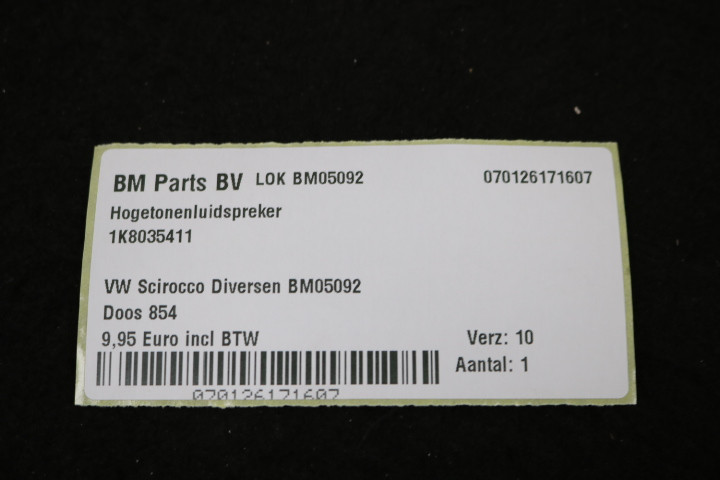 BM Parts BV LOK BM05092 070126171607
Hogetonenluidspreker
1K8035411
VW Scirocco Diversen BM05092
Doos 854
9,95 Euro incl BTW Verz: 10
Aantal: 1
070126171607